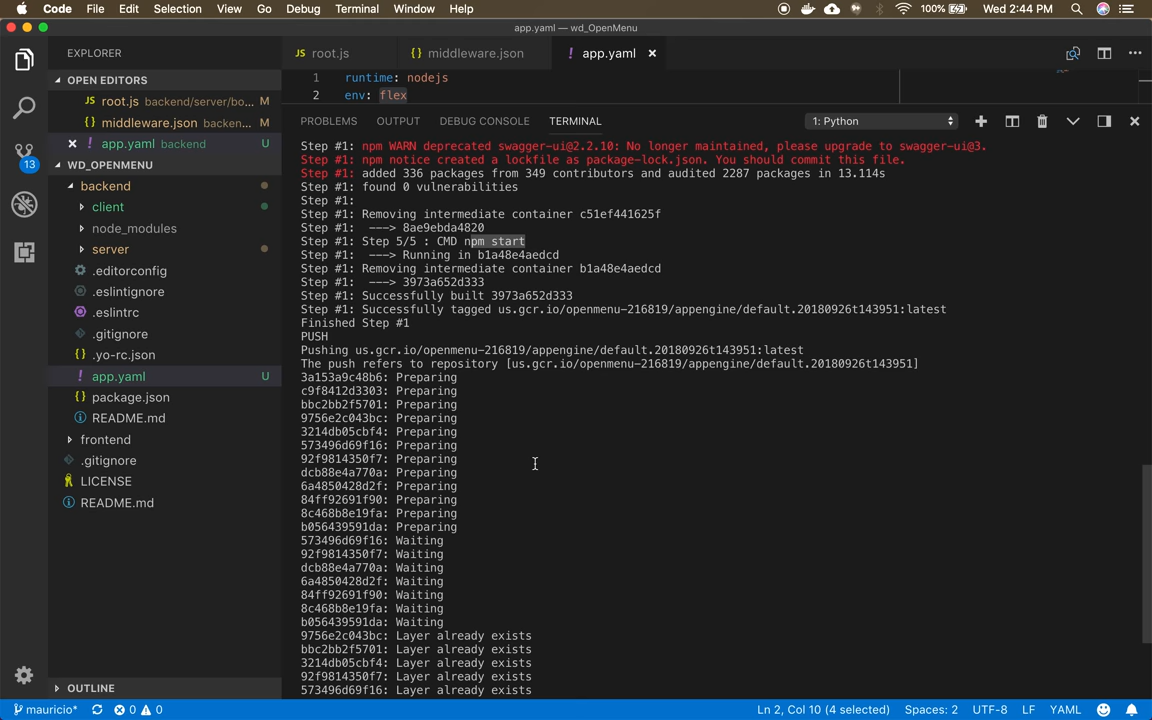 Code File Edit Selection View Go Debug Terminal Window Help 100% Wed 2:44 PM
app.yaml — wd_OpenMenu
EXPLORER
JS root.js
{} middleware.json
! app.yaml
OPEN EDITORS
JS root.js backend/server/bo... M
{} middleware.json backen... M
! app.yaml backend U
WD_OPENMENU
backend
client
node_modules
server
.editorconfig
.eslintignore
.eslintrc
.gitignore
{} .yo-rc.json
! app.yaml U
{} package.json
README.md
frontend
.gitignore
LICENSE
README.md
OUTLINE
13
1 runtime: nodejs
2 env: flex
PROBLEMS OUTPUT DEBUG CONSOLE TERMINAL 1: Python
Step #1: npm WARN deprecated swagger-ui@2.2.10: No longer maintained, please upgrade to swagger-ui@3.
Step #1: npm notice created a lockfile as package-lock.json. You should commit this file.
Step #1: added 336 packages from 349 contributors and audited 2287 packages in 13.114s
Step #1: found 0 vulnerabilities
Step #1:
Step #1: Removing intermediate container c51ef441625f
Step #1:  ---> 8ae9ebda4820
Step #1: Step 5/5 : CMD npm start
Step #1:  ---> Running in b1a48e4aedcd
Step #1: Removing intermediate container b1a48e4aedcd
Step #1:  ---> 3973a652d333
Step #1: Successfully built 3973a652d333
Step #1: Successfully tagged us.gcr.io/openmenu-216819/appengine/default.20180926t143951:latest
Finished Step #1
PUSH
Pushing us.gcr.io/openmenu-216819/appengine/default.20180926t143951:latest
The push refers to repository [us.gcr.io/openmenu-216819/appengine/default.20180926t143951]
3a153a9c48b6: Preparing
c9f8412d3303: Preparing
bbc2bb2f5701: Preparing
9756e2c043bc: Preparing
3214db05cbf4: Preparing
573496d69f16: Preparing
92f9814350f7: Preparing
dcb88e4a770a: Preparing
6a4850428d2f: Preparing
84ff92691f90: Preparing
8c468b8e19fa: Preparing
b056439591da: Preparing
573496d69f16: Waiting
92f9814350f7: Waiting
dcb88e4a770a: Waiting
6a4850428d2f: Waiting
84ff92691f90: Waiting
8c468b8e19fa: Waiting
b056439591da: Waiting
9756e2c043bc: Layer already exists
bbc2bb2f5701: Layer already exists
3214db05cbf4: Layer already exists
92f9814350f7: Layer already exists
573496d69f16: Layer already exists
mauricio* 0 0 Ln 2, Col 10 (4 selected) Spaces: 2 UTF-8 LF YAML